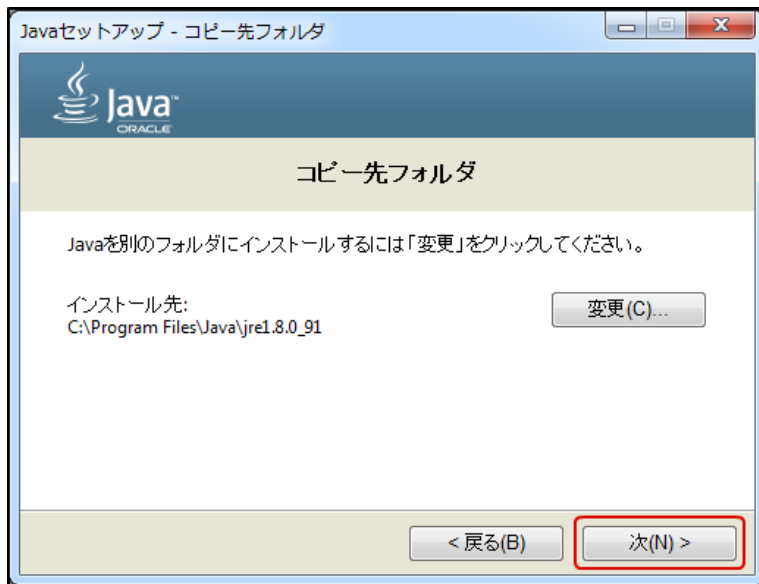 Javaセットアップ - コピー先フォルダ
Java™
ORACLE
コピー先フォルダ
Javaを別のフォルダにインストールするには「変更」をクリックしてください。
インストール先:
変更(C)...
C:\Program Files\Java\jre1.8.0_91
< 戻る(B)
次(N) >